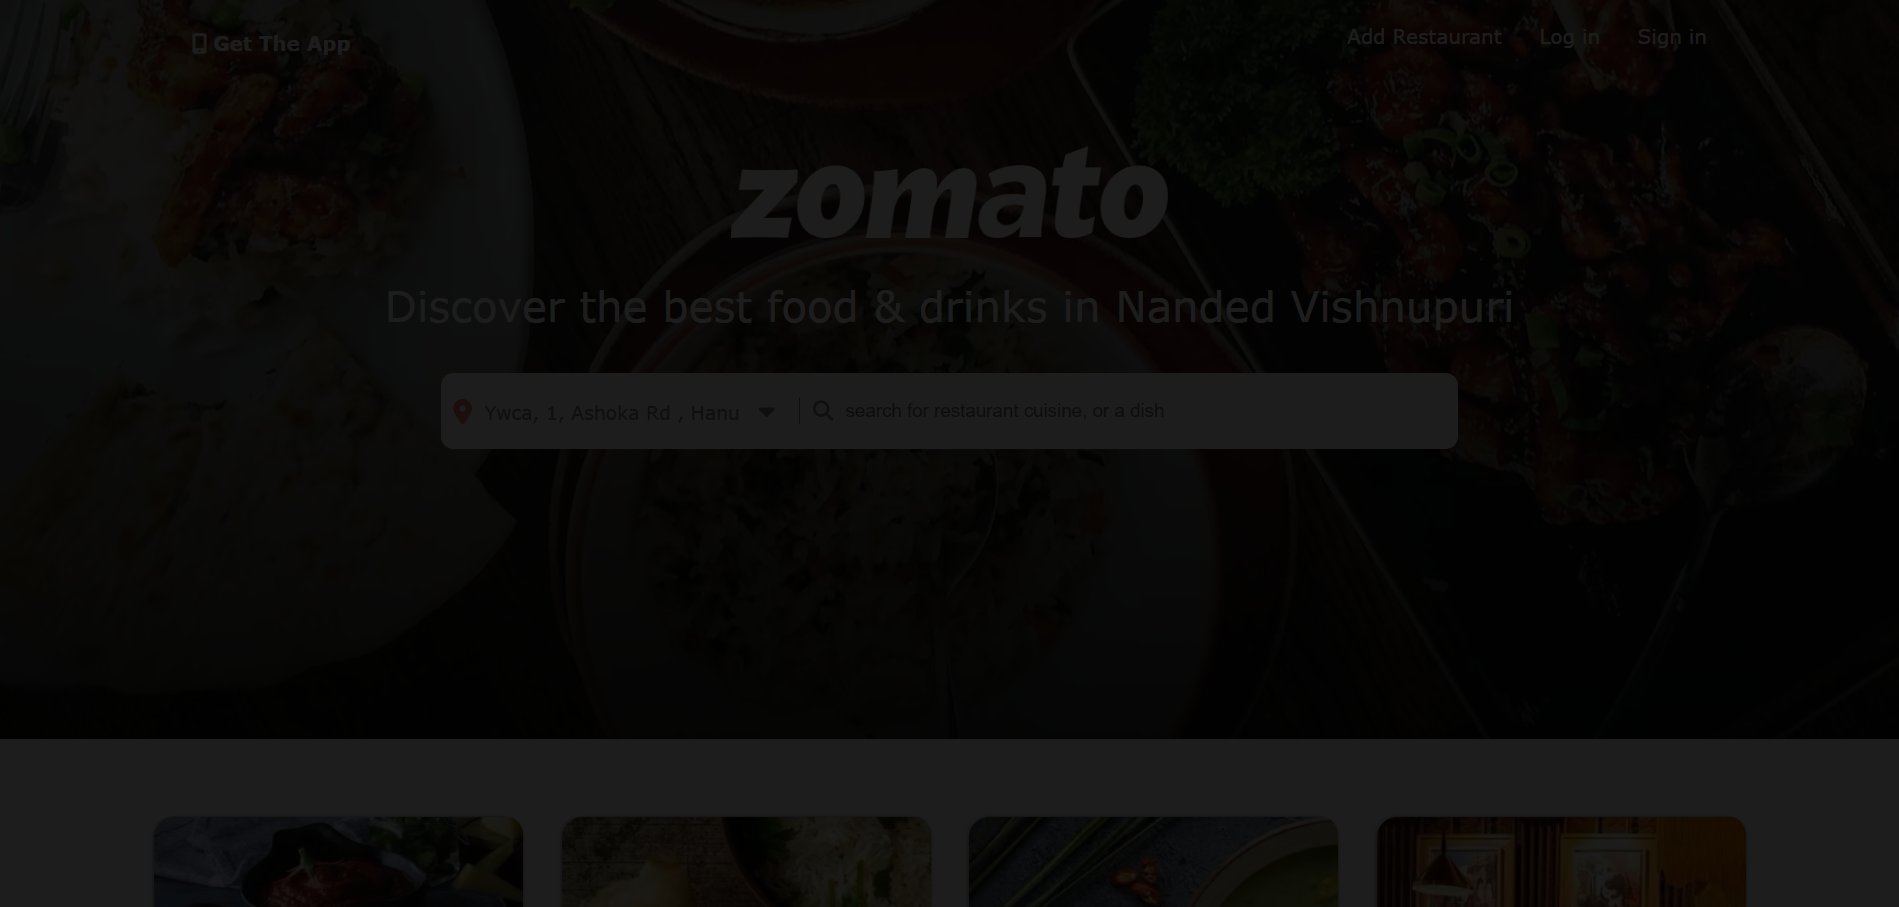 Get The App
Add Restaurant Log in Sign in
zomato
Discover the best food & drinks in Nanded Vishnupuri
Ywca, 1, Ashoka Rd , Hanu
search for restaurant cuisine, or a dish